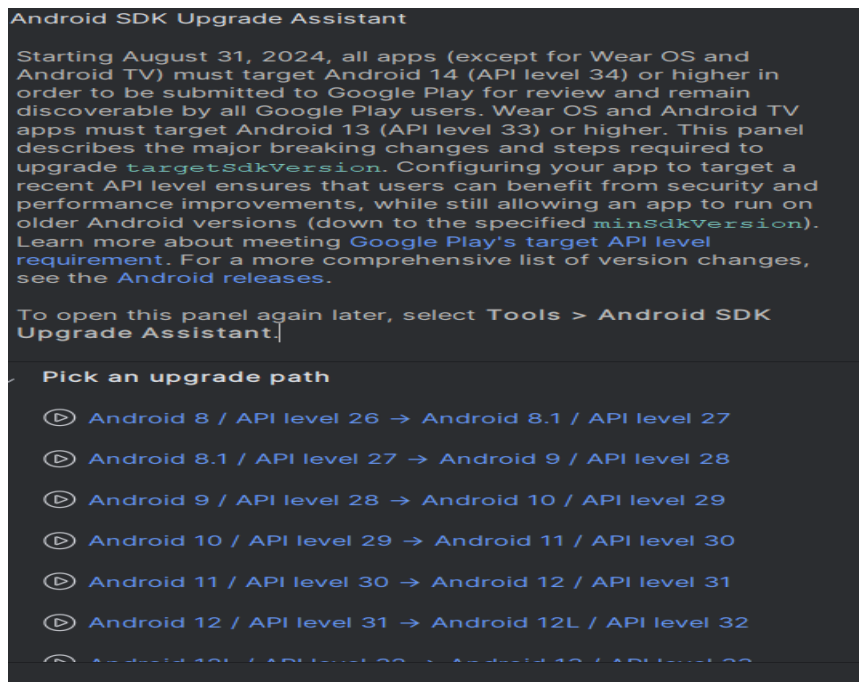 Android SDK Upgrade Assistant
Starting August 31, 2024, all apps (except for Wear OS and
Android TV) must target Android 14 (API level 34) or higher in
order to be submitted to Google Play for review and remain
discoverable by all Google Play users. Wear OS and Android TV
apps must target Android 13 (API level 33) or higher. This panel
describes the major breaking changes and steps required to
upgrade targetSdkVersion. Configuring your app to target a
recent API level ensures that users can benefit from security and
performance improvements, while still allowing an app to run on
older Android versions (down to the specified minSdkVersion).
Learn more about meeting Google Play's target API level
requirement. For a more comprehensive list of version changes,
see the Android releases.
To open this panel again later, select Tools > Android SDK
Upgrade Assistant.
Pick an upgrade path
Android 8 / API level 26 → Android 8.1 / API level 27
Android 8.1 / API level 27 → Android 9 / API level 28
Android 9 / API level 28 → Android 10 / API level 29
Android 10 / API level 29 → Android 11 / API level 30
Android 11 / API level 30 → Android 12 / API level 31
Android 12 / API level 31 → Android 12L / API level 32